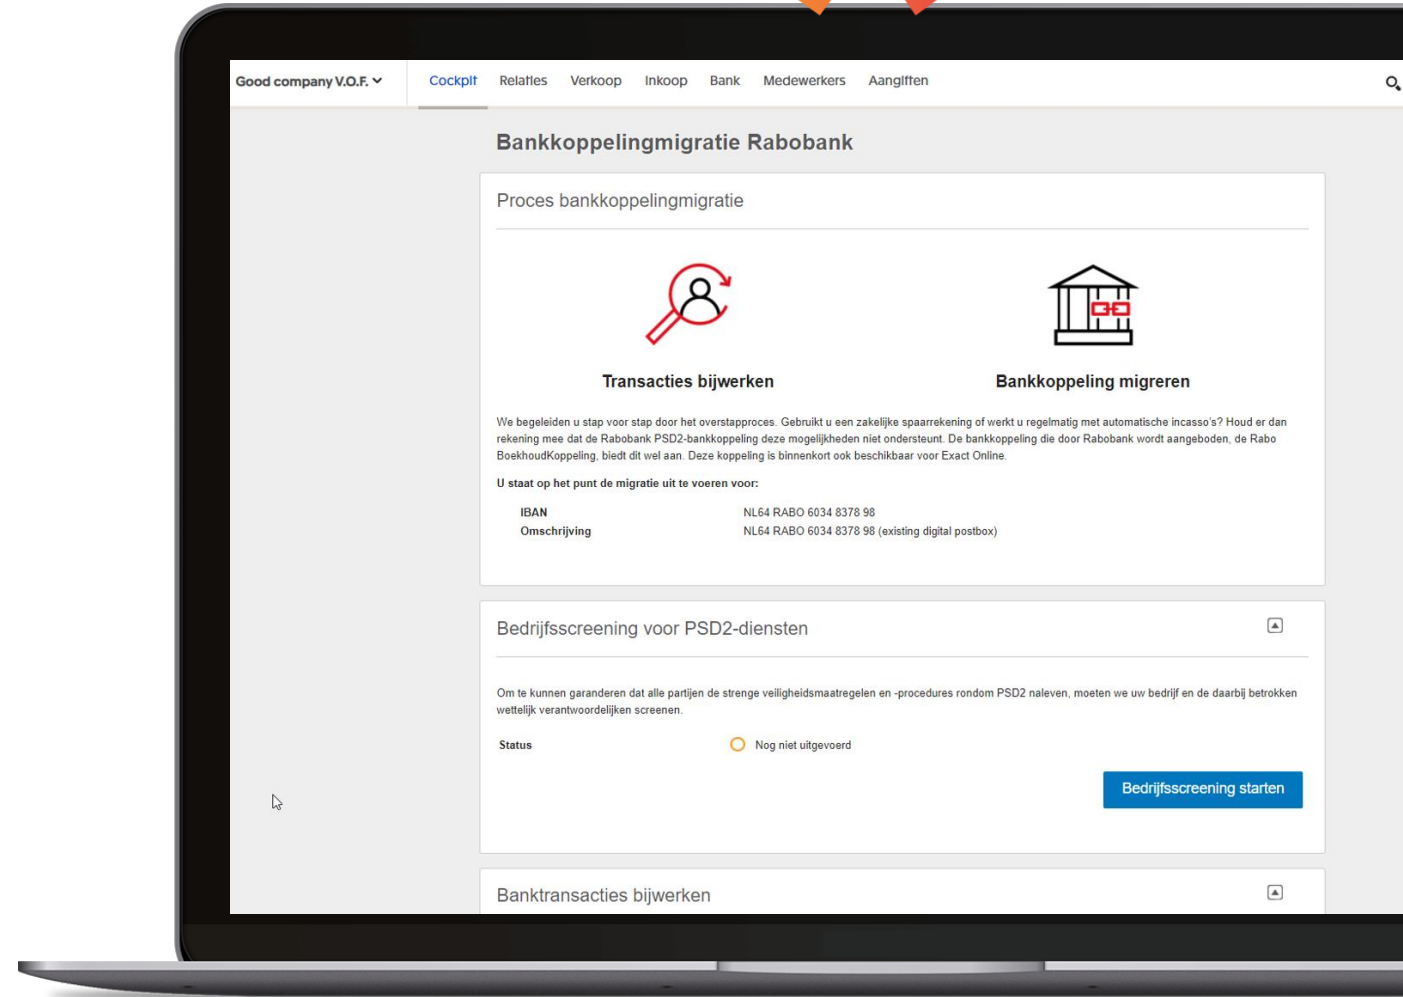 Good company V.O.F.
Cockpit Relaties Verkoop Inkoop Bank Medewerkers Aangiften
Bankkoppelingmigratie Rabobank
Proces bankkoppelingmigratie
Transacties bijwerken
Bankkoppeling migreren
We begeleiden u stap voor stap door het overstapproces. Gebruikt u een zakelijke spaarrekening of werkt u regelmatig met automatische incasso's? Houd er dan
rekening mee dat de Rabobank PSD2-bankkoppeling deze mogelijkheden niet ondersteunt. De bankkoppeling die door Rabobank wordt aangeboden, de Rabo
BoekhoudKoppeling, biedt dit wel aan. Deze koppeling is binnenkort ook beschikbaar voor Exact Online.
U staat op het punt de migratie uit te voeren voor:
IBAN NL64 RABO 6034 8378 98
Omschrijving NL64 RABO 6034 8378 98 (existing digital postbox)
Bedrijfsscreening voor PSD2-diensten
Om te kunnen garanderen dat alle partijen de strenge veiligheidsmaatregelen en -procedures rondom PSD2 naleven, moeten we uw bedrijf en de daarbij betrokken
wettelijk verantwoordelijken screenen.
Status Nog niet uitgevoerd
Bedrijfsscreening starten
Banktransacties bijwerken